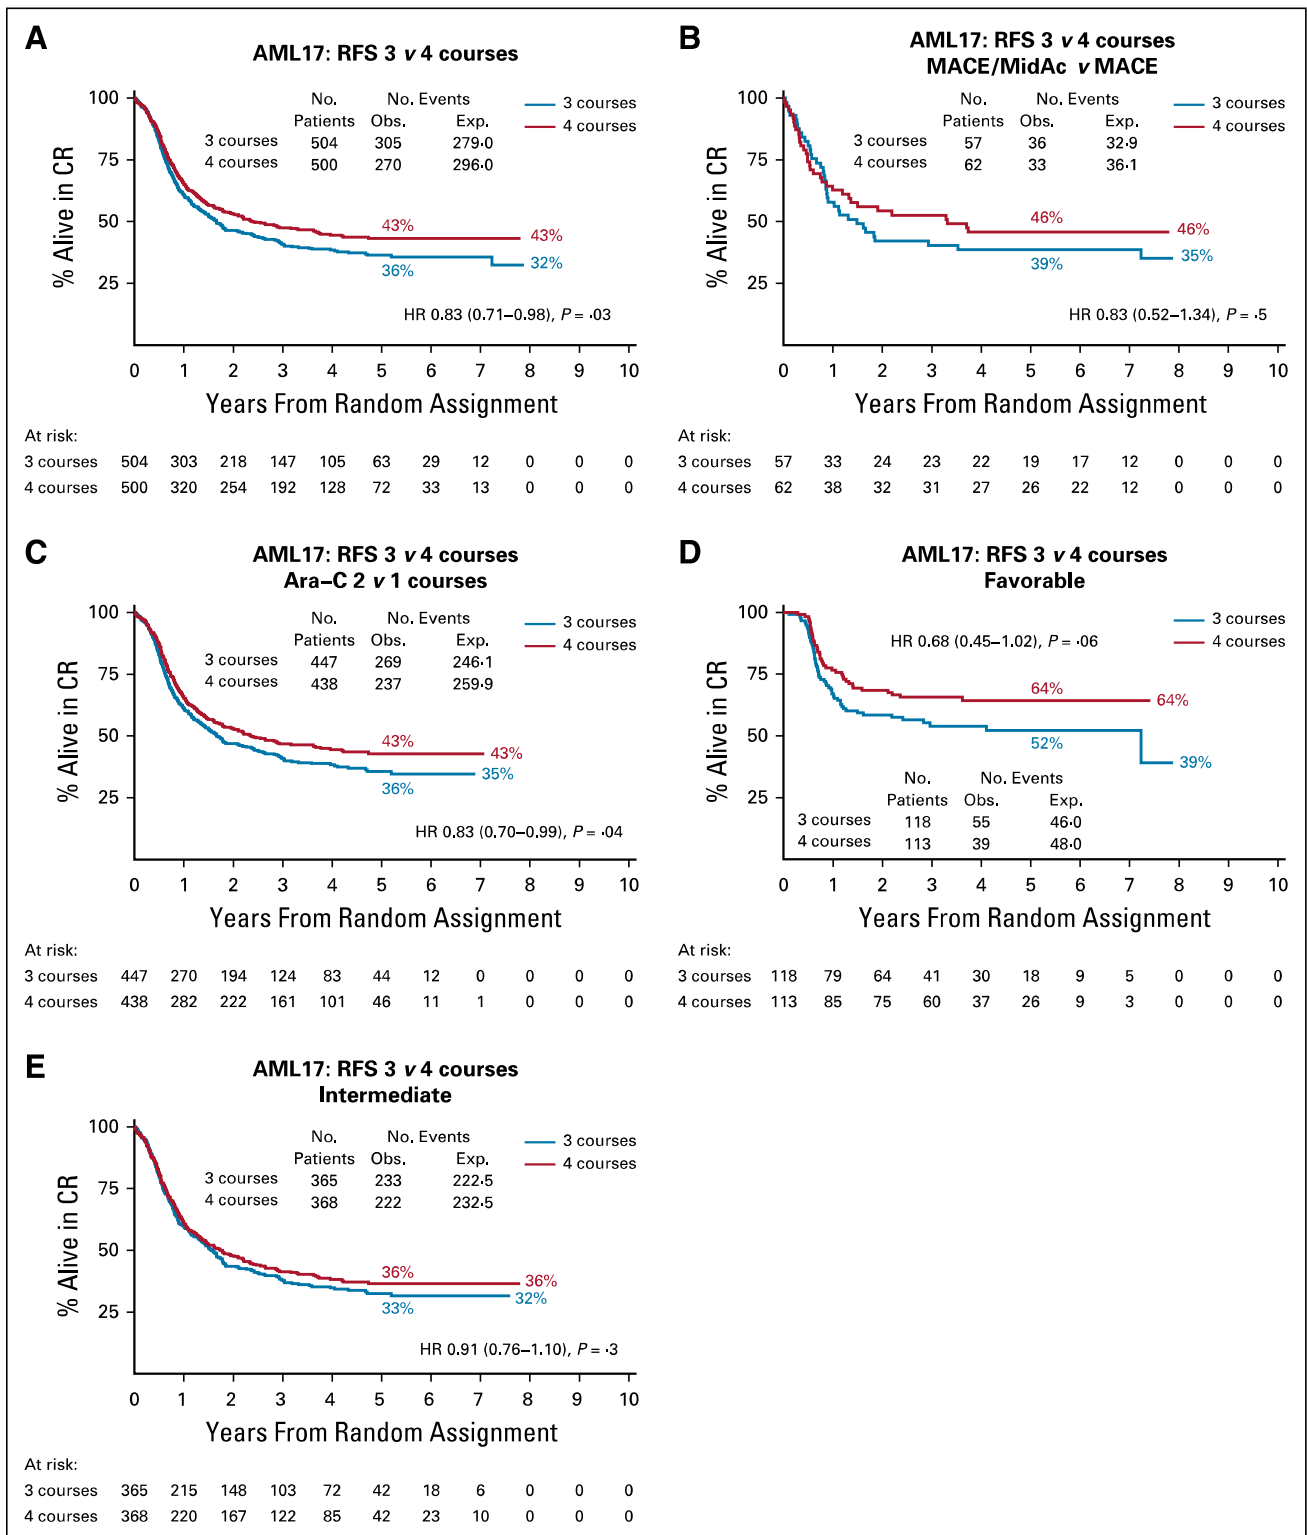 A
AML17: RFS 3 v 4 courses
% Alive in CR
100
75
50
25
No. No. Events
Patients Obs. Exp.
3 courses 504 305 279·0
4 courses 500 270 296·0
3 courses
4 courses
43%
43%
36%
32%
HR 0.83 (0.71–0.98), P = ·03
0 1 2 3 4 5 6 7 8 9 10
Years From Random Assignment
At risk:
3 courses 504 303 218 147 105 63 29 12 0 0 0
4 courses 500 320 254 192 128 72 33 13 0 0 0
B
AML17: RFS 3 v 4 courses
MACE/MidAc v MACE
% Alive in CR
100
75
50
25
No. No. Events
Patients Obs. Exp.
3 courses 57 36 32·9
4 courses 62 33 36·1
3 courses
4 courses
46%
46%
39%
35%
HR 0.83 (0.52–1.34), P = ·5
0 1 2 3 4 5 6 7 8 9 10
Years From Random Assignment
At risk:
3 courses 57 33 24 23 22 19 17 12 0 0 0
4 courses 62 38 32 31 27 26 22 12 0 0 0
C
AML17: RFS 3 v 4 courses
Ara–C 2 v 1 courses
% Alive in CR
100
75
50
25
No. No. Events
Patients Obs. Exp.
3 courses 447 269 246·1
4 courses 438 237 259·9
3 courses
4 courses
43%
43%
36%
35%
HR 0.83 (0.70–0.99), P = ·04
0 1 2 3 4 5 6 7 8 9 10
Years From Random Assignment
At risk:
3 courses 447 270 194 124 83 44 12 0 0 0 0
4 courses 438 282 222 161 101 46 11 1 0 0 0
D
AML17: RFS 3 v 4 courses
Favorable
% Alive in CR
100
75
50
25
3 courses
4 courses
HR 0.68 (0.45–1.02), P = ·06
64%
64%
52%
39%
No. No. Events
Patients Obs. Exp.
3 courses 118 55 46·0
4 courses 113 39 48·0
0 1 2 3 4 5 6 7 8 9 10
Years From Random Assignment
At risk:
3 courses 118 79 64 41 30 18 9 5 0 0 0
4 courses 113 85 75 60 37 26 9 3 0 0 0
E
AML17: RFS 3 v 4 courses
Intermediate
% Alive in CR
100
75
50
25
No. No. Events
Patients Obs. Exp.
3 courses 365 233 222·5
4 courses 368 222 232·5
3 courses
4 courses
36%
36%
33%
32%
HR 0.91 (0.76–1.10), P = ·3
0 1 2 3 4 5 6 7 8 9 10
Years From Random Assignment
At risk:
3 courses 365 215 148 103 72 42 18 6 0 0 0
4 courses 368 220 167 122 85 42 23 10 0 0 0